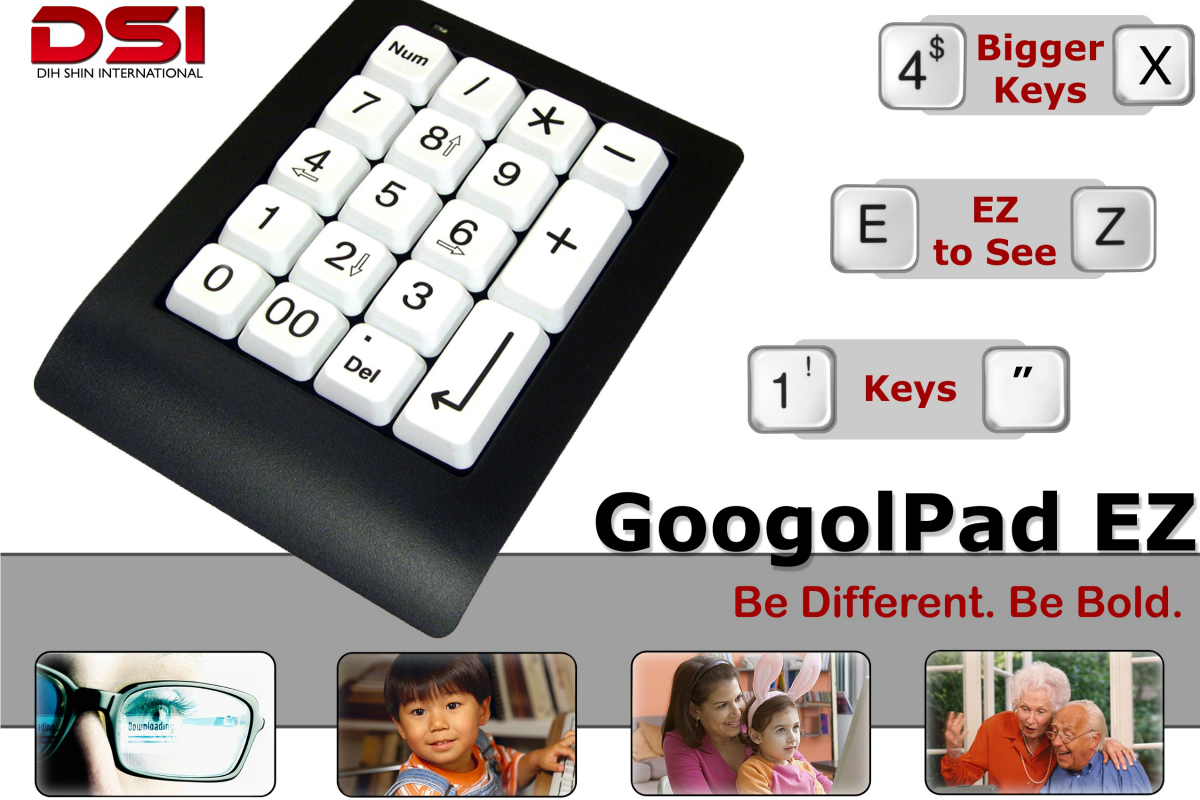 DSI
DIH SHIN INTERNATIONAL
Num
/
*
−
7
8
9
+
4
5
6
1
2
3
0
00
.
Del
4 $
Bigger
Keys
X
E
EZ
to See
Z
1 !
Keys
"
GoogolPad EZ
Be Different. Be Bold.
Downloading